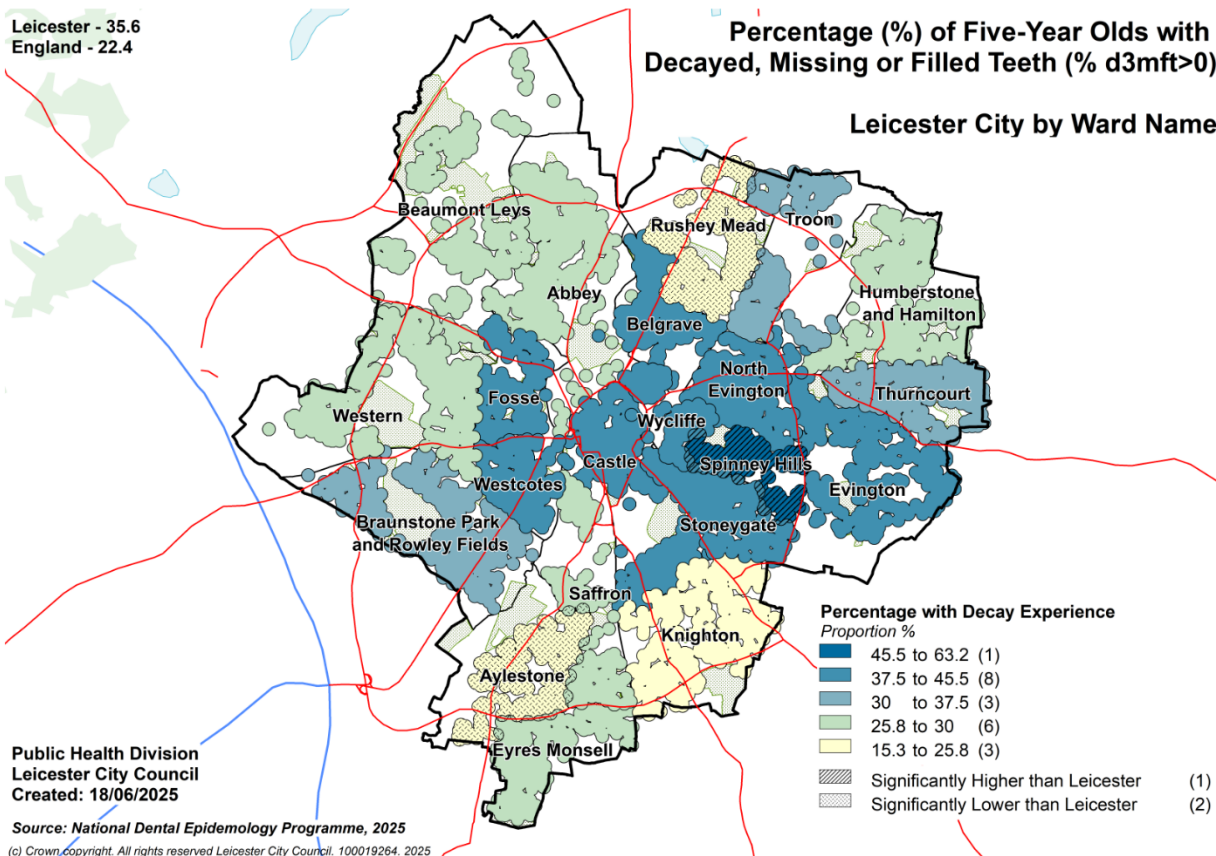 Leicester - 35.6
England - 22.4
Percentage (%) of Five-Year Olds with
Decayed, Missing or Filled Teeth (% d3mft>0)
Leicester City by Ward Name
Beaumont Leys
Rushey Mead
Troon
Abbey
Humberstone
and Hamilton
Belgrave
North
Evington
Fosse
Thurncourt
Western
Wycliffe
Castle
Spinney Hills
Westcotes
Evington
Braunstone Park
and Rowley Fields
Stoneygate
Saffron
Knighton
Aylestone
Eyres Monsell
Percentage with Decay Experience
Proportion %
45.5 to 63.2 (1)
37.5 to 45.5 (8)
30 to 37.5 (3)
25.8 to 30 (6)
15.3 to 25.8 (3)
Significantly Higher than Leicester (1)
Significantly Lower than Leicester (2)
Public Health Division
Leicester City Council
Created: 18/06/2025
Source: National Dental Epidemology Programme, 2025
(c) Crown copyright. All rights reserved Leicester City Council. 100019264. 2025